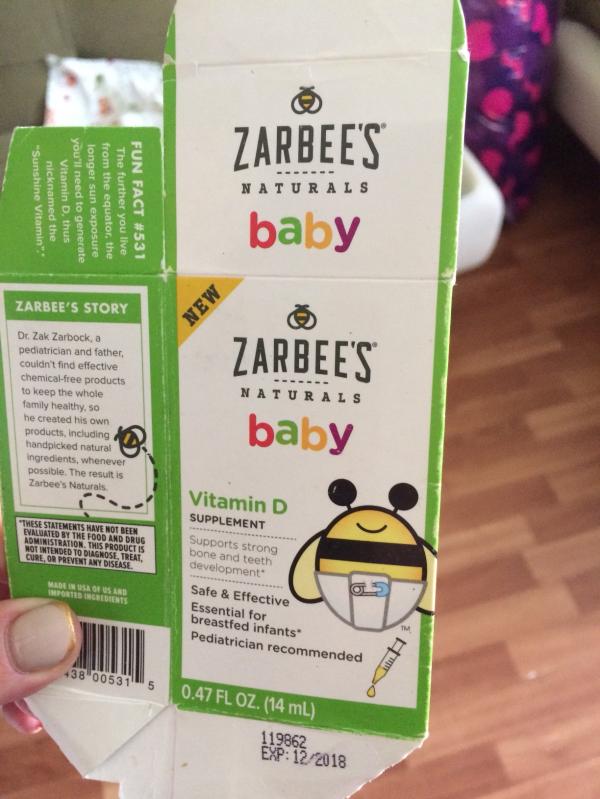 ZARBEE'S®
NATURALS
baby
FUN FACT #531
The further you live
from the equator, the
longer sun exposure
you'll need to generate
Vitamin D, thus
nicknamed the
"Sunshine Vitamin".*
ZARBEE'S STORY
Dr. Zak Zarbock, a
pediatrician and father,
couldn't find effective
chemical-free products
to keep the whole
family healthy, so
he created his own
products, including
handpicked natural
ingredients, whenever
possible. The result is
Zarbee's Naturals.
*THESE STATEMENTS HAVE NOT BEEN
EVALUATED BY THE FOOD AND DRUG
ADMINISTRATION. THIS PRODUCT IS
NOT INTENDED TO DIAGNOSE, TREAT,
CURE, OR PREVENT ANY DISEASE.
MADE IN USA OF US AND
IMPORTED INGREDIENTS
438 00531 5
NEW
ZARBEE'S®
NATURALS
baby
Vitamin D
SUPPLEMENT
Supports strong
bone and teeth
development*
Safe & Effective
Essential for
breastfed infants*
Pediatrician recommended
TM
0.47 FL OZ. (14 mL)
119862
EXP: 12/2018